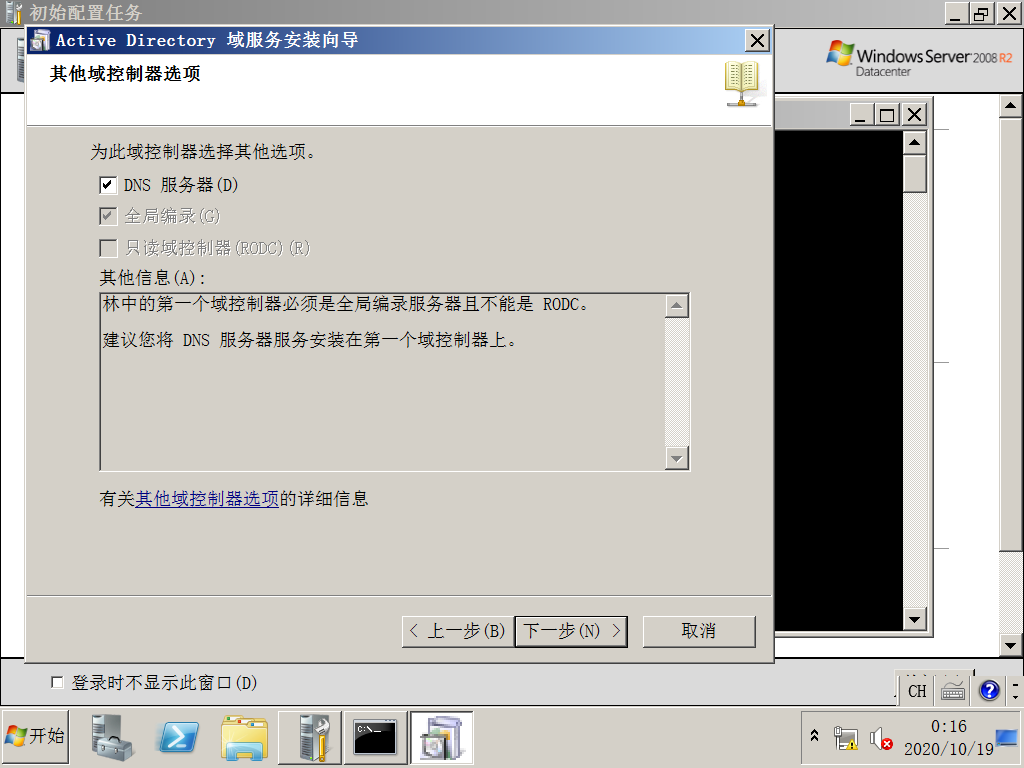 初始配置任务
Active Directory 域服务安装向导
其他域控制器选项
Windows Server 2008 R2
Datacenter
为此域控制器选择其他选项。
DNS 服务器(D)
全局编录(G)
只读域控制器(RODC)(R)
其他信息(A):
林中的第一个域控制器必须是全局编录服务器且不能是 RODC。
建议您将 DNS 服务器服务安装在第一个域控制器上。
有关其他域控制器选项的详细信息
< 上一步(B)
下一步(N) >
取消
登录时不显示此窗口(D)
CH
开始
C:\_
0:16
2020/10/19